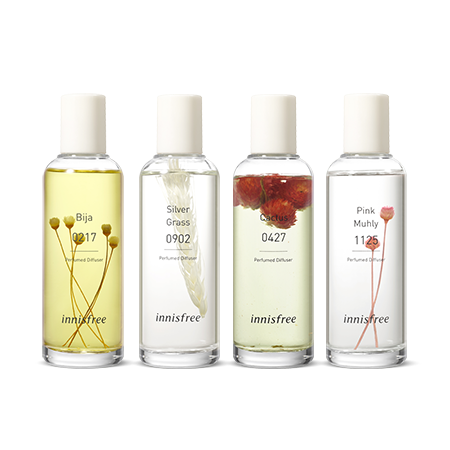 Bija
0217
Perfumed Diffuser
innisfree
Silver
Grass
0902
Perfumed Diffuser
innisfree
Cactus
0427
Perfumed Diffuser
innisfree
Pink
Muhly
1125
Perfumed Diffuser
innisfree